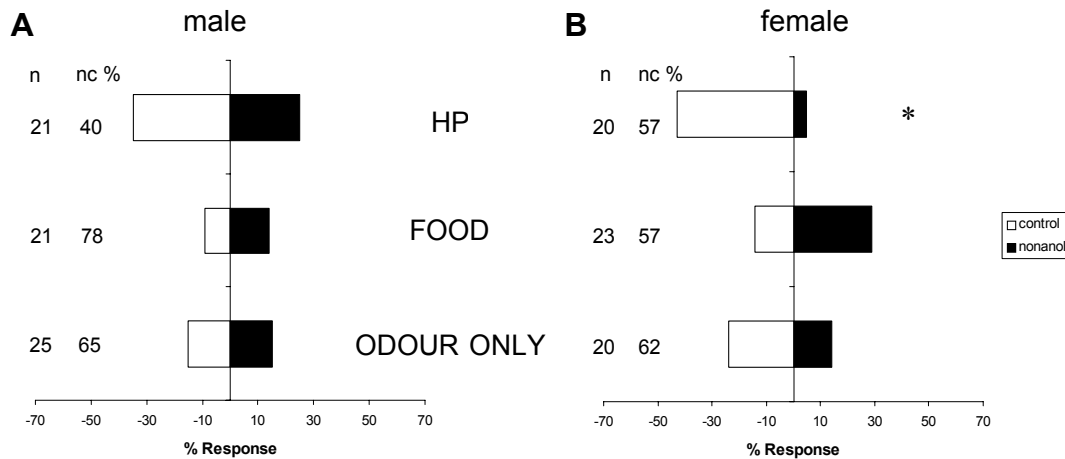 A male
n nc %
21 40 HP
21 78 FOOD
25 65 ODOUR ONLY
-70 -50 -30 -10 10 30 50 70
% Response
B female
n nc %
20 57 *
23 57
20 62
-70 -50 -30 -10 10 30 50 70
% Response
control
nonanol